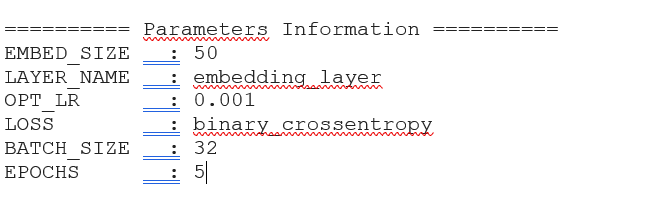 ========== Parameters Information ==========
EMBED_SIZE   : 50
LAYER_NAME   : embedding_layer
OPT_LR       : 0.001
LOSS         : binary_crossentropy
BATCH_SIZE   : 32
EPOCHS       : 5